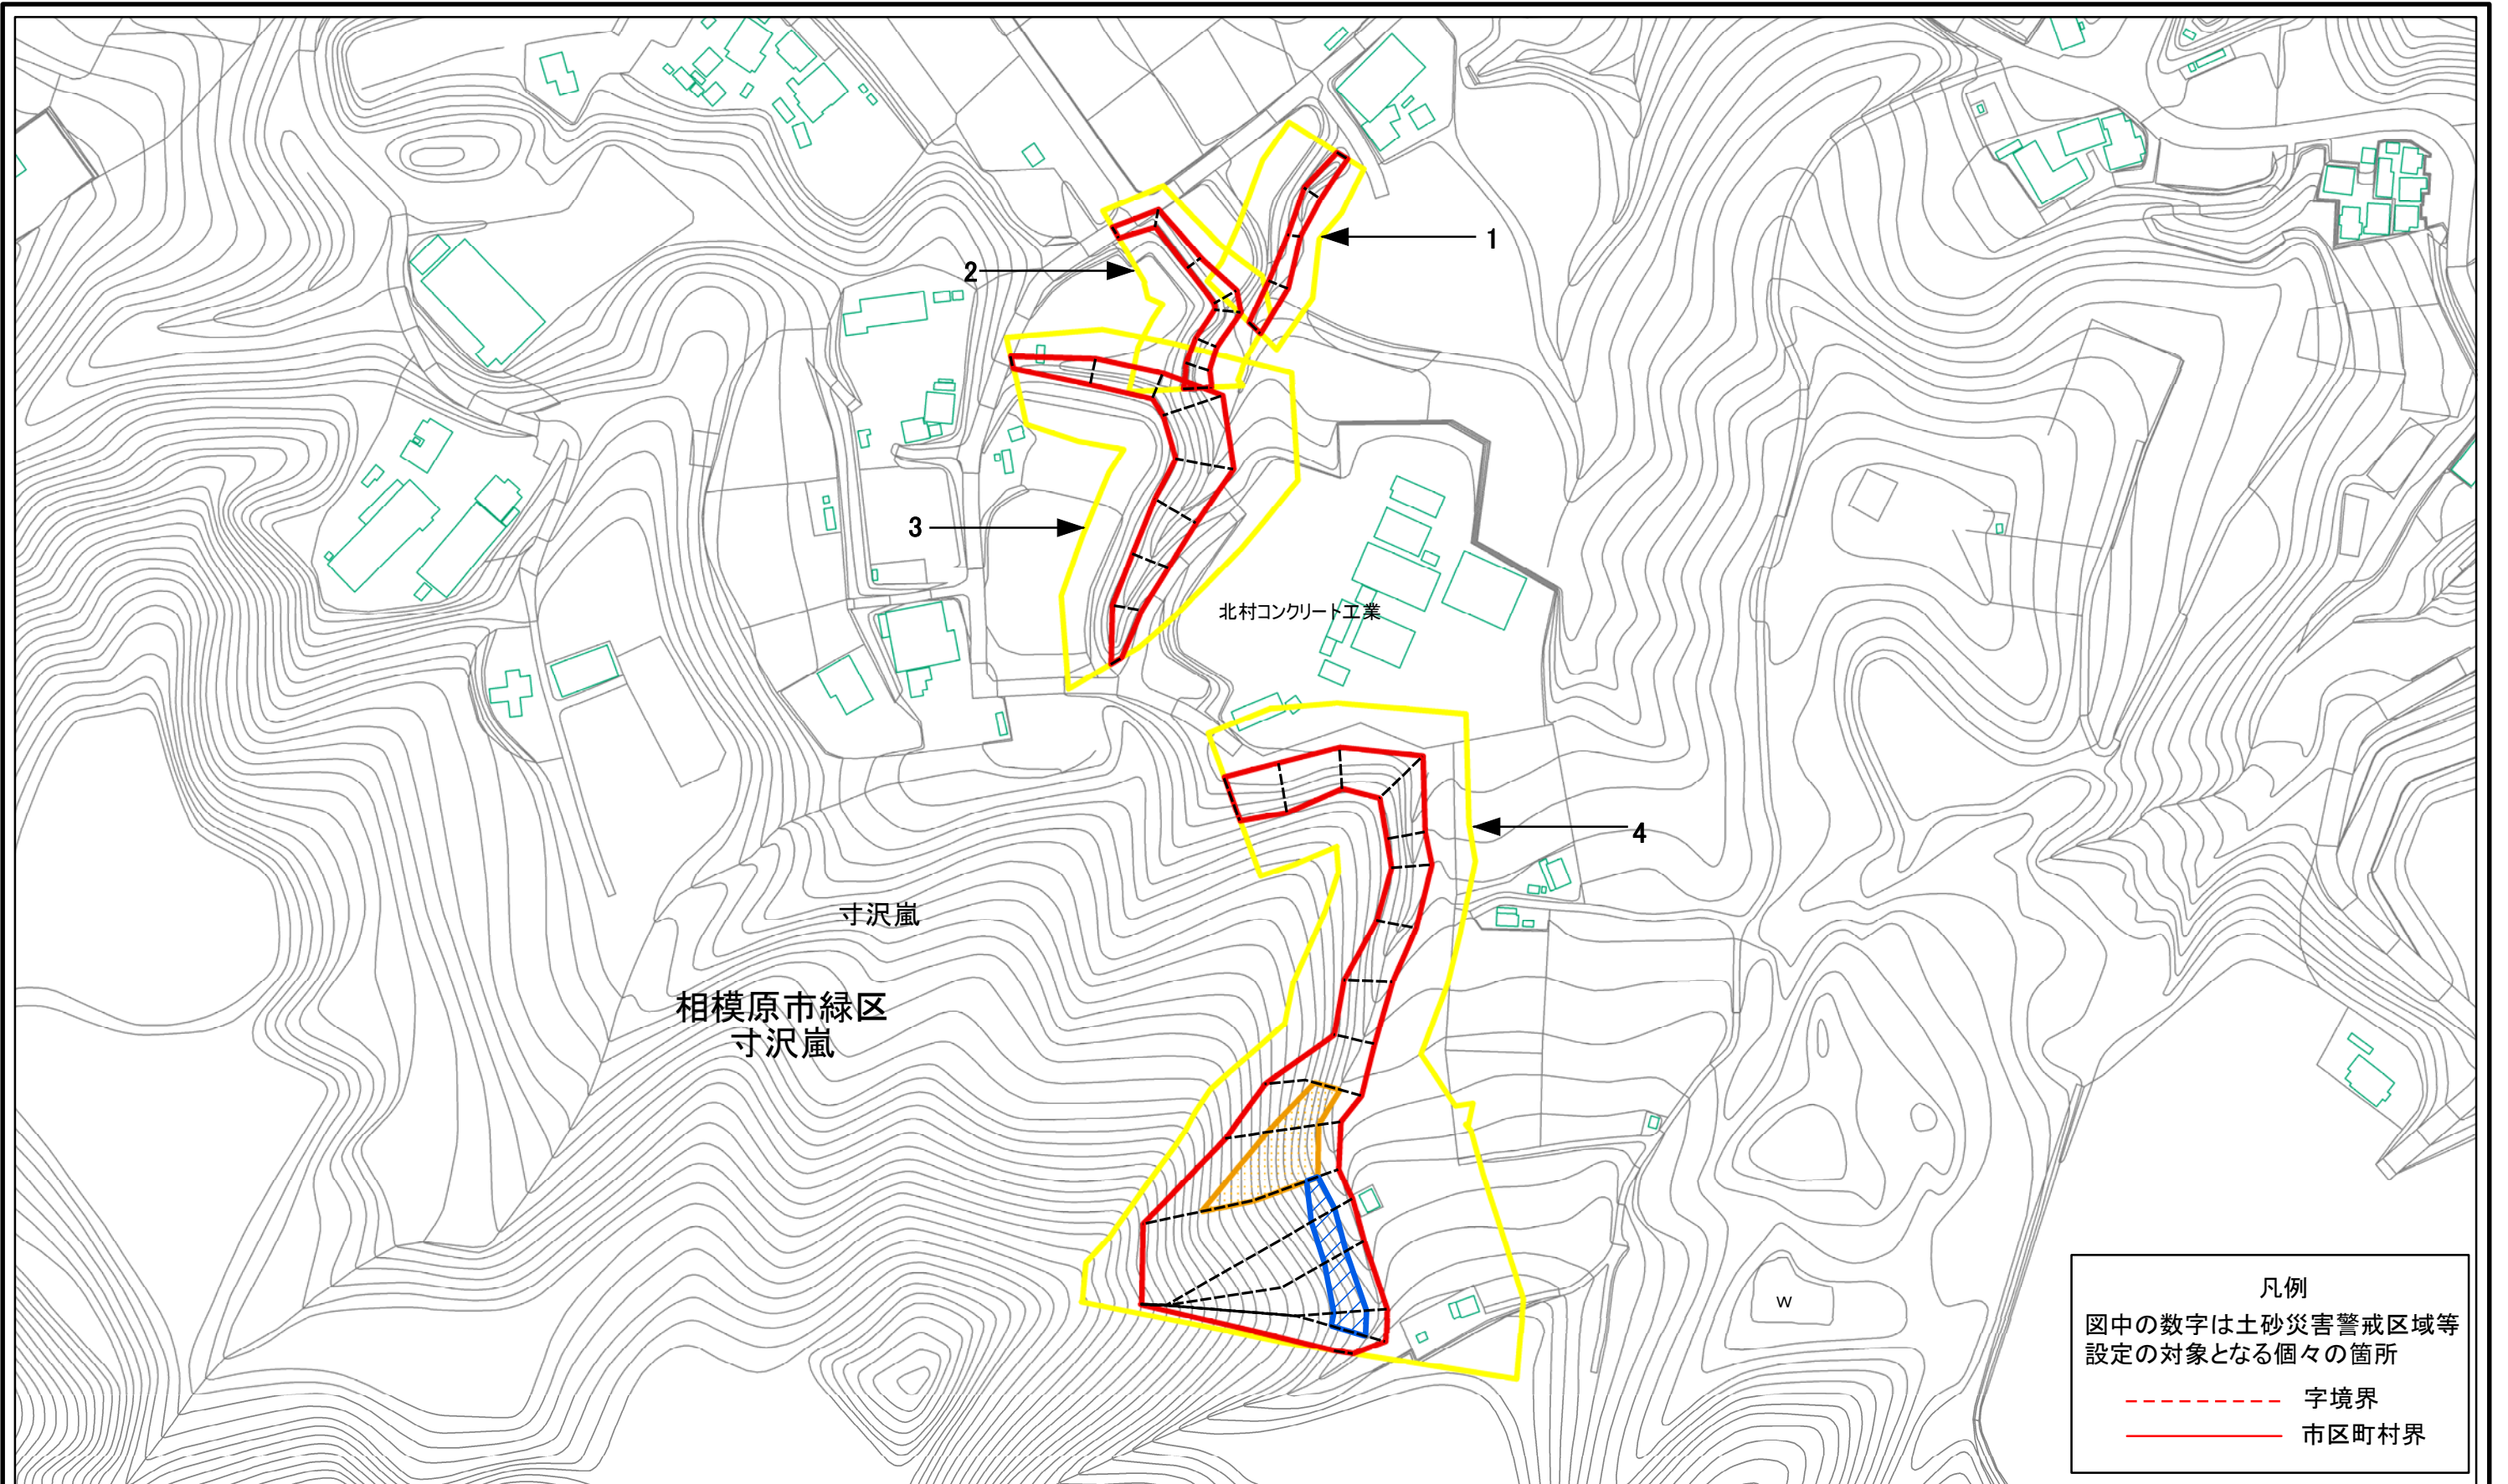 1
2
3
北村コンクリート工業
4
寸沢嵐
相模原市緑区
寸沢嵐
w
凡例
図中の数字は土砂災害警戒区域等
設定の対象となる個々の箇所
字境界
市区町村界